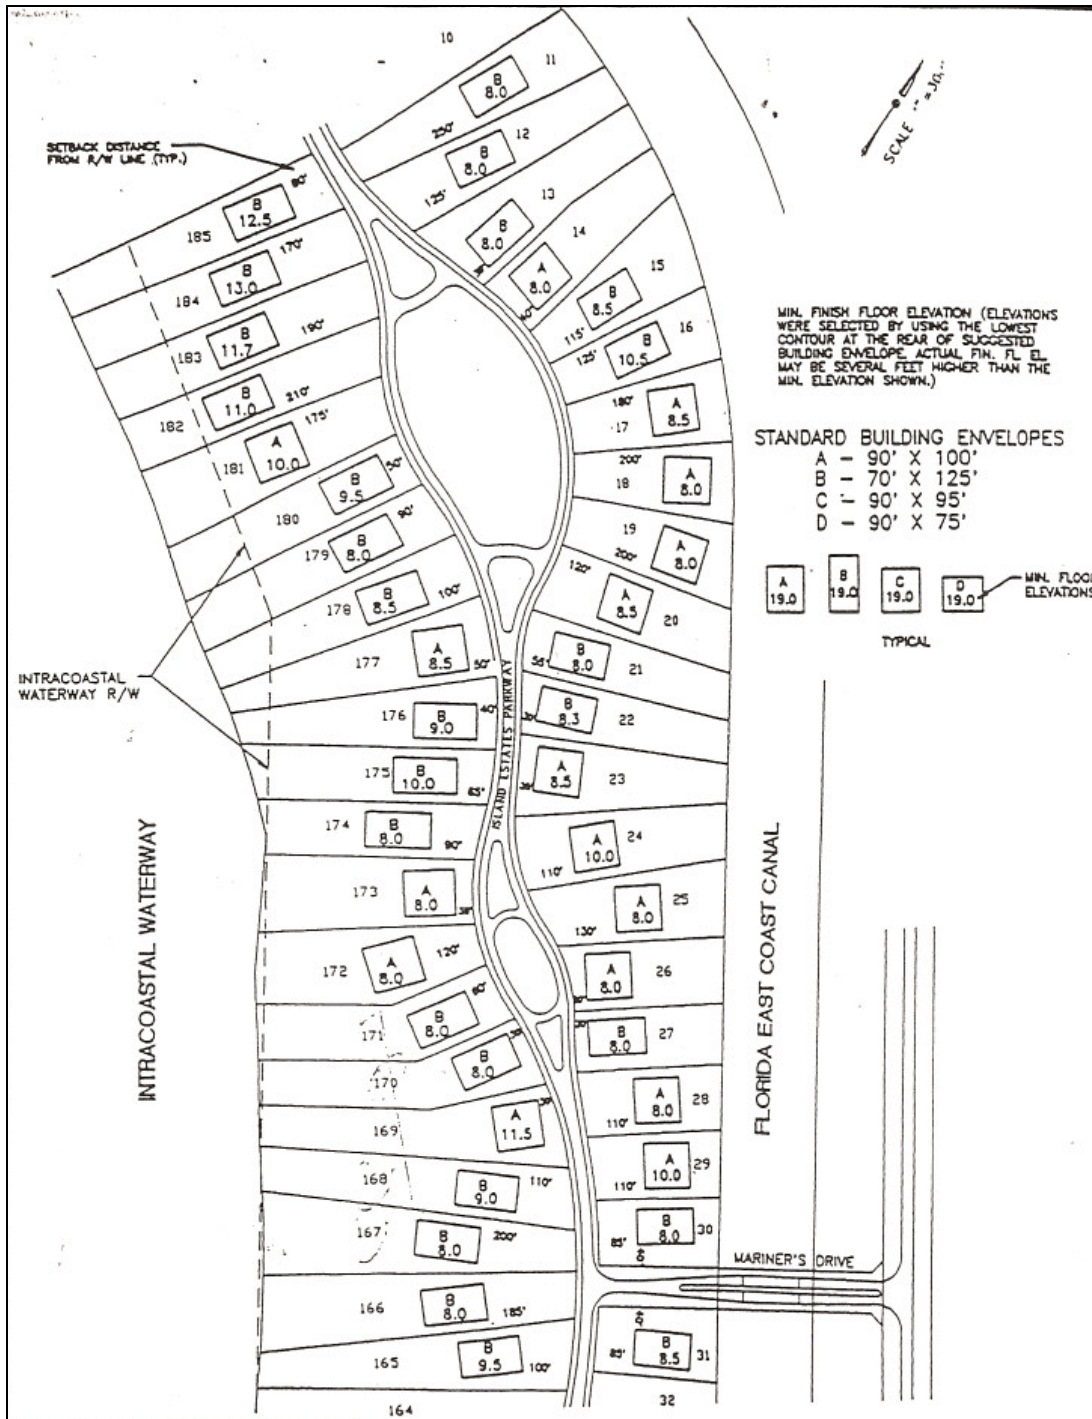 10
11
B
8.0
250'
12
B
8.0
125'
13
B
8.0
14
A
8.0
40'
15
B
8.5
115'
16
B
10.5
125'
180'
A
8.5
17
200'
A
8.0
18
19
A
8.0
200'
120'
A
8.5
20
B
8.0
21
55'
B
8.3
22
30'
A
8.5
23
A
10.0
24
110'
A
8.0
25
130'
A
8.0
26
B
8.0
27
A
8.0
28
110'
A
10.0
29
110'
B
8.0
30
85'
40'
MARINER'S DRIVE
40'
B
8.5
31
85'
32
SETBACK DISTANCE
FROM R/W LINE (TYP.)
B
12.5
185
170'
B
13.0
184
190'
B
11.7
183
210'
B
11.0
182
175'
A
10.0
181
50'
B
9.5
180
90'
B
8.0
179
100'
B
8.5
178
A
8.5
177
50'
40'
B
9.0
176
B
10.0
175
B
8.0
174
90'
A
8.0
173
120'
A
8.0
172
B
8.0
171
B
8.0
170
A
11.5
169
B
9.0
168
110'
B
8.0
167
200'
B
8.0
166
185'
B
9.5
165
100'
164
INTRACOASTAL
WATERWAY R/W
INTRACOASTAL WATERWAY
ISLAND ESTATES PARKWAY
FLORIDA EAST COAST CANAL
SCALE
MIN. FINISH FLOOR ELEVATION (ELEVATIONS
WERE SELECTED BY USING THE LOWEST
CONTOUR AT THE REAR OF SUGGESTED
BUILDING ENVELOPE. ACTUAL FIN. FL. EL.
MAY BE SEVERAL FEET HIGHER THAN THE
MIN. ELEVATION SHOWN.)
STANDARD BUILDING ENVELOPES
A - 90' X 100'
B - 70' X 125'
C - 90' X 95'
D - 90' X 75'
A
19.0
B
19.0
C
19.0
D
19.0
MIN. FLOOR
ELEVATIONS
TYPICAL